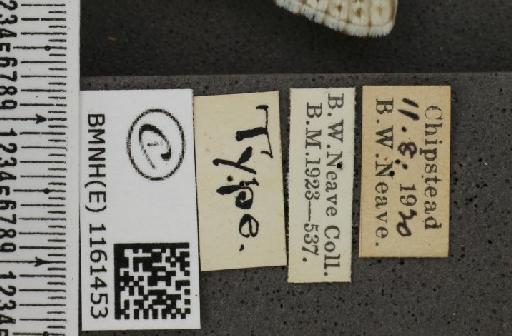 BMNH(E) 1161453
Type.
B.W.Neave Coll.
B.M.1923—537.
Chipstead
11.8. 1920
B.W.Neave.